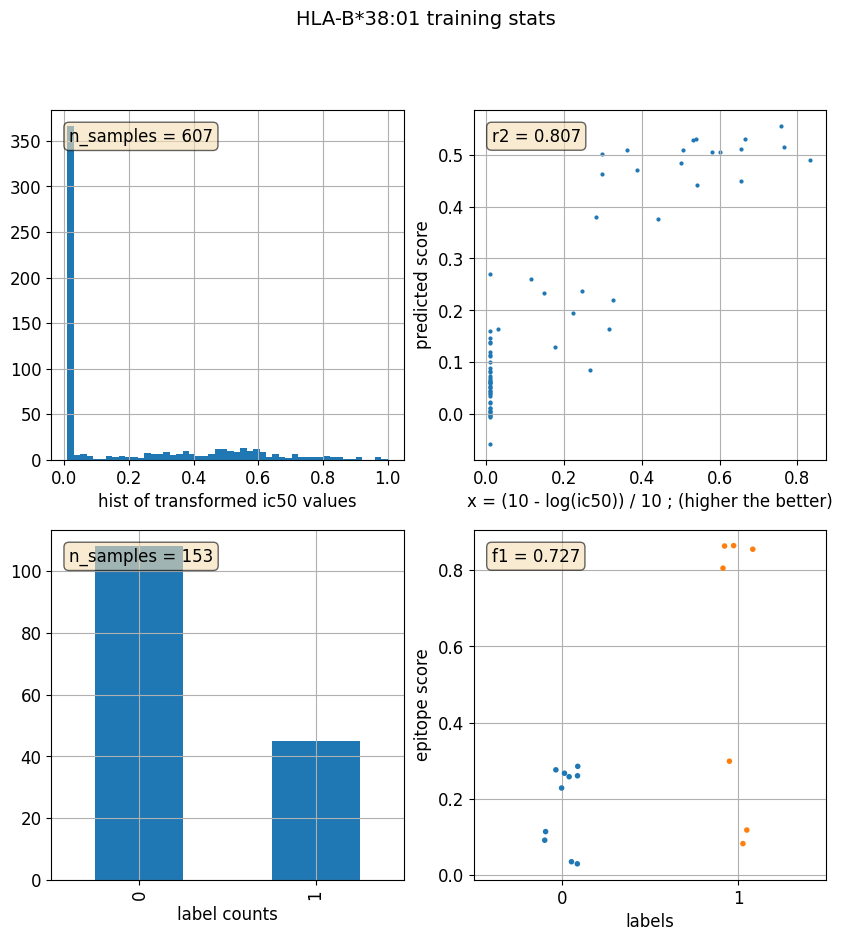 HLA-B*38:01 training stats
n_samples = 607
350
300
250
200
150
100
50
0
0.0 0.2 0.4 0.6 0.8 1.0
hist of transformed ic50 values
r2 = 0.807
predicted score
0.5
0.4
0.3
0.2
0.1
0.0
0.0 0.2 0.4 0.6 0.8
x = (10 - log(ic50)) / 10 ; (higher the better)
n_samples = 153
100
80
60
40
20
0
0 1
label counts
f1 = 0.727
epitope score
0.8
0.6
0.4
0.2
0.0
0 1
labels